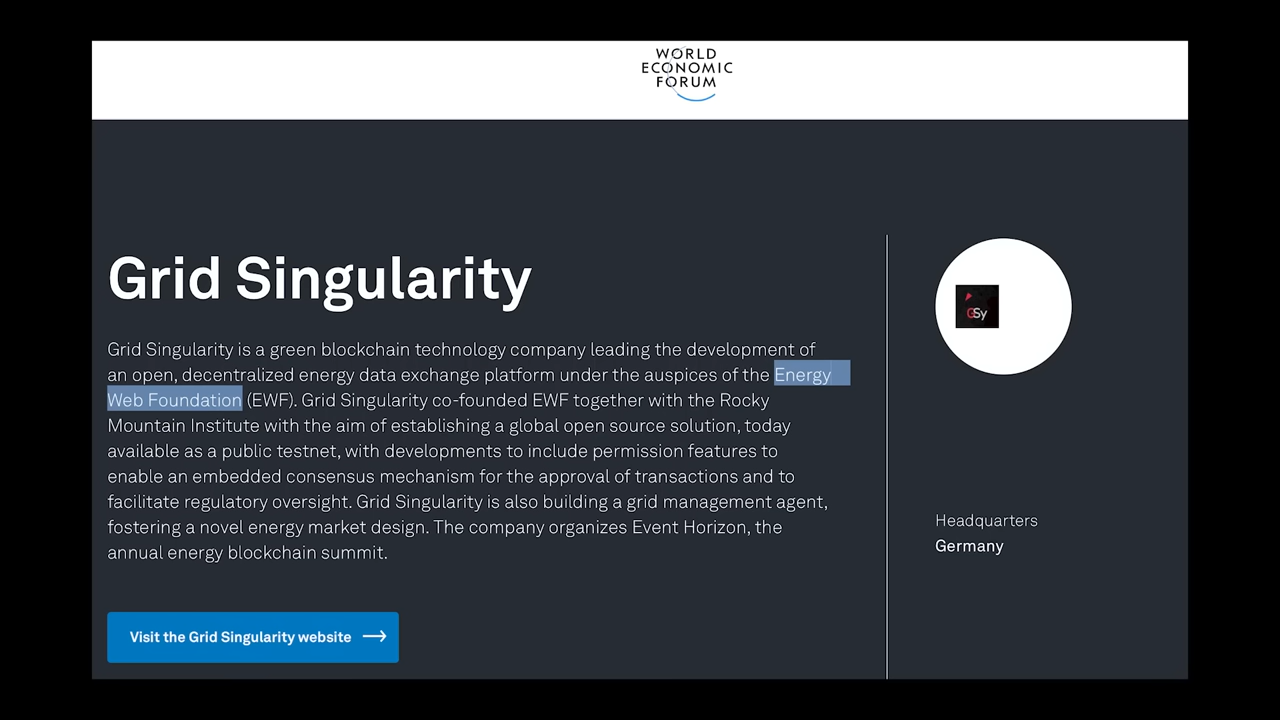 WORLD
ECONOMIC
FORUM
Grid Singularity
Grid Singularity is a green blockchain technology company leading the development of
an open, decentralized energy data exchange platform under the auspices of the Energy
Web Foundation (EWF). Grid Singularity co-founded EWF together with the Rocky
Mountain Institute with the aim of establishing a global open source solution, today
available as a public testnet, with developments to include permission features to
enable an embedded consensus mechanism for the approval of transactions and to
facilitate regulatory oversight. Grid Singularity is also building a grid management agent,
fostering a novel energy market design. The company organizes Event Horizon, the
annual energy blockchain summit.
Visit the Grid Singularity website
GSy
Headquarters
Germany